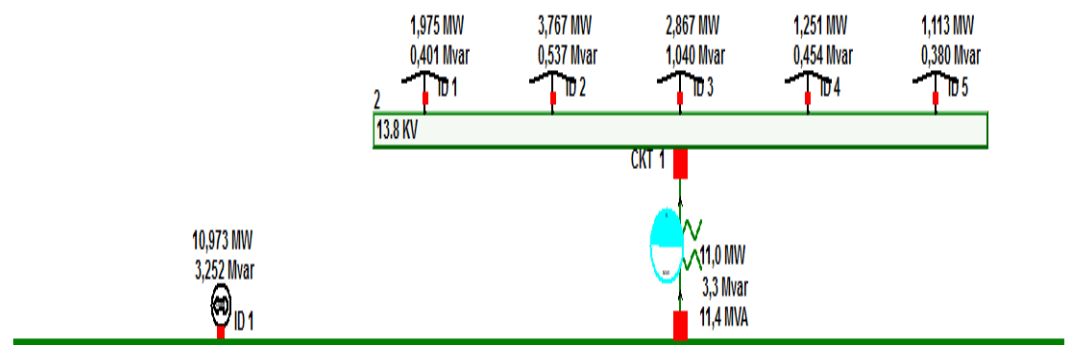 1,975 MW
0,401 Mvar
ID 1
3,767 MW
0,537 Mvar
ID 2
2,867 MW
1,040 Mvar
ID 3
1,251 MW
0,454 Mvar
ID 4
1,113 MW
0,380 Mvar
ID 5
2
13.8 KV
CKT 1
10,973 MW
3,252 Mvar
ID 1
11,0 MW
3,3 Mvar
11,4 MVA